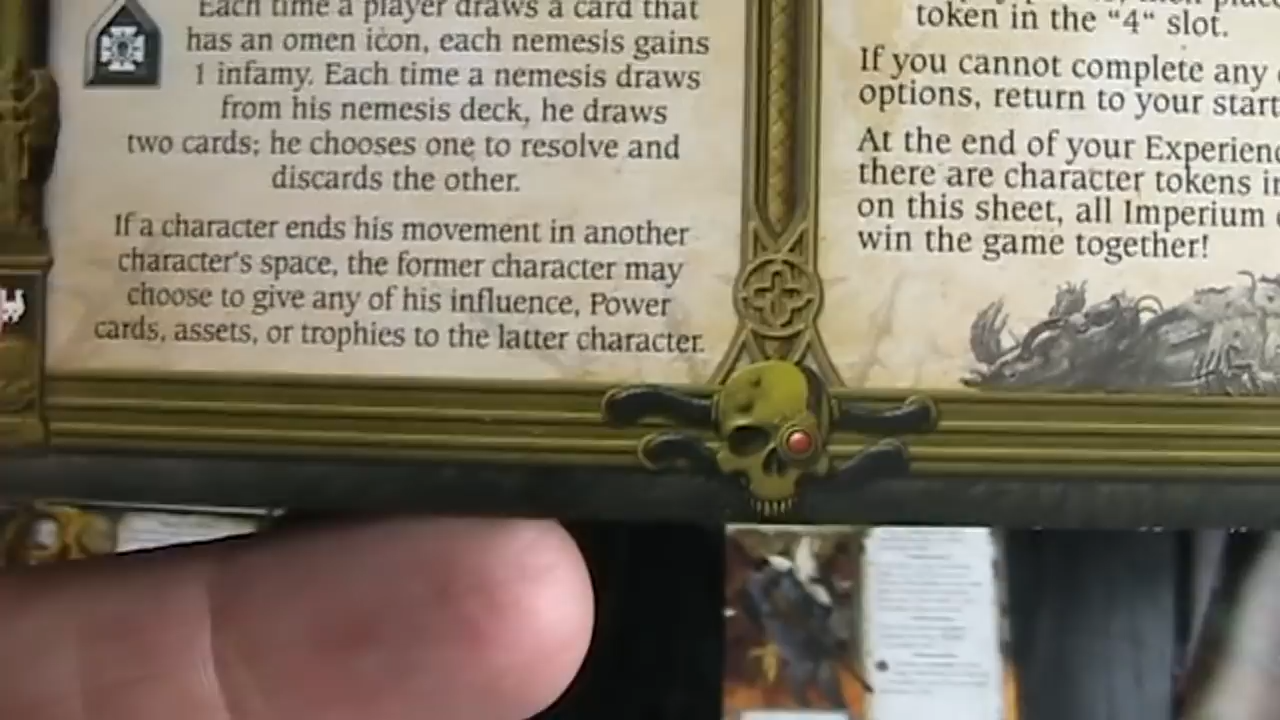 Each time a player draws a card that
has an omen icon, each nemesis gains
1 infamy. Each time a nemesis draws
from his nemesis deck, he draws
two cards; he chooses one to resolve and
discards the other.
If a character ends his movement in another
character's space, the former character may
choose to give any of his influence, Power
cards, assets, or trophies to the latter character.
token in the “4“ slot.
If you cannot complete any
options, return to your start
At the end of your Experienc
there are character tokens in
on this sheet, all Imperium
win the game together!